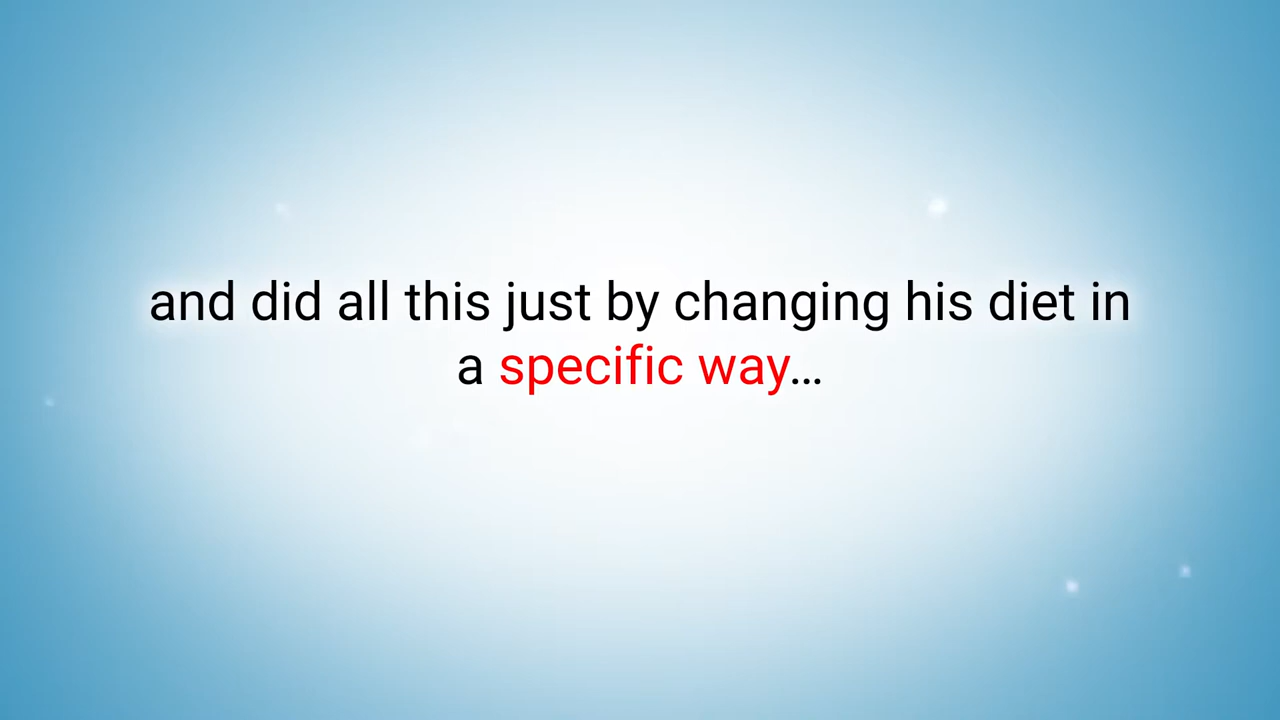 and did all this just by changing his diet in
a specific way...